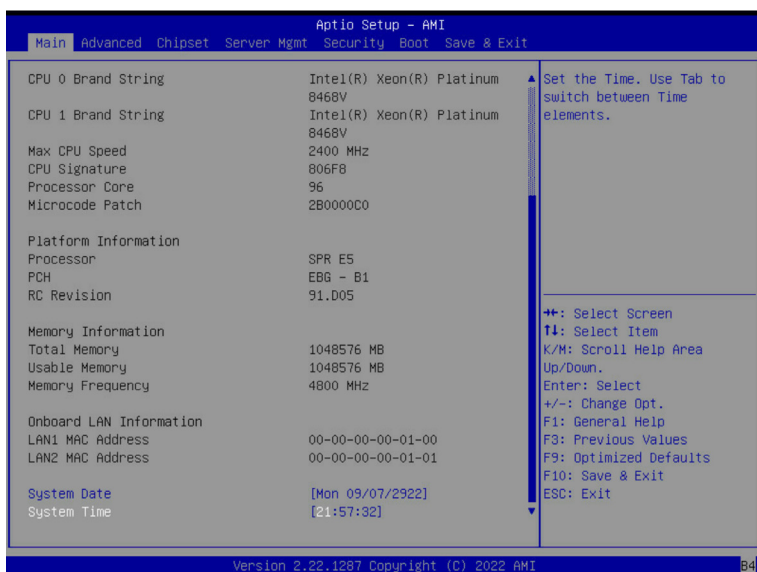 Aptio Setup – AMI
Main Advanced Chipset Server Mgmt Security Boot Save & Exit
CPU 0 Brand String Intel(R) Xeon(R) Platinum
8468V
CPU 1 Brand String Intel(R) Xeon(R) Platinum
8468V
Max CPU Speed 2400 MHz
CPU Signature 806F8
Processor Core 96
Microcode Patch 2B0000C0
Platform Information
Processor SPR E5
PCH EBG – B1
RC Revision 91.D05
Memory Information
Total Memory 1048576 MB
Usable Memory 1048576 MB
Memory Frequency 4800 MHz
Onboard LAN Information
LAN1 MAC Address 00-00-00-00-01-00
LAN2 MAC Address 00-00-00-00-01-01
System Date [Mon 09/07/2922]
System Time [21:57:32]
Set the Time. Use Tab to
switch between Time
elements.
→←: Select Screen
↑↓: Select Item
K/M: Scroll Help Area
Up/Down.
Enter: Select
+/-: Change Opt.
F1: General Help
F3: Previous Values
F9: Optimized Defaults
F10: Save & Exit
ESC: Exit
Version 2.22.1287 Copyright (C) 2022 AMI
B4